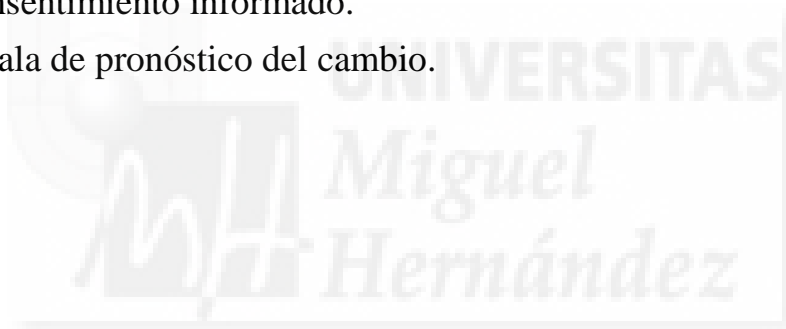 nsentimiento informado.
ala de pronóstico del cambio.
UNIVERSITAS
Miguel
Hernández